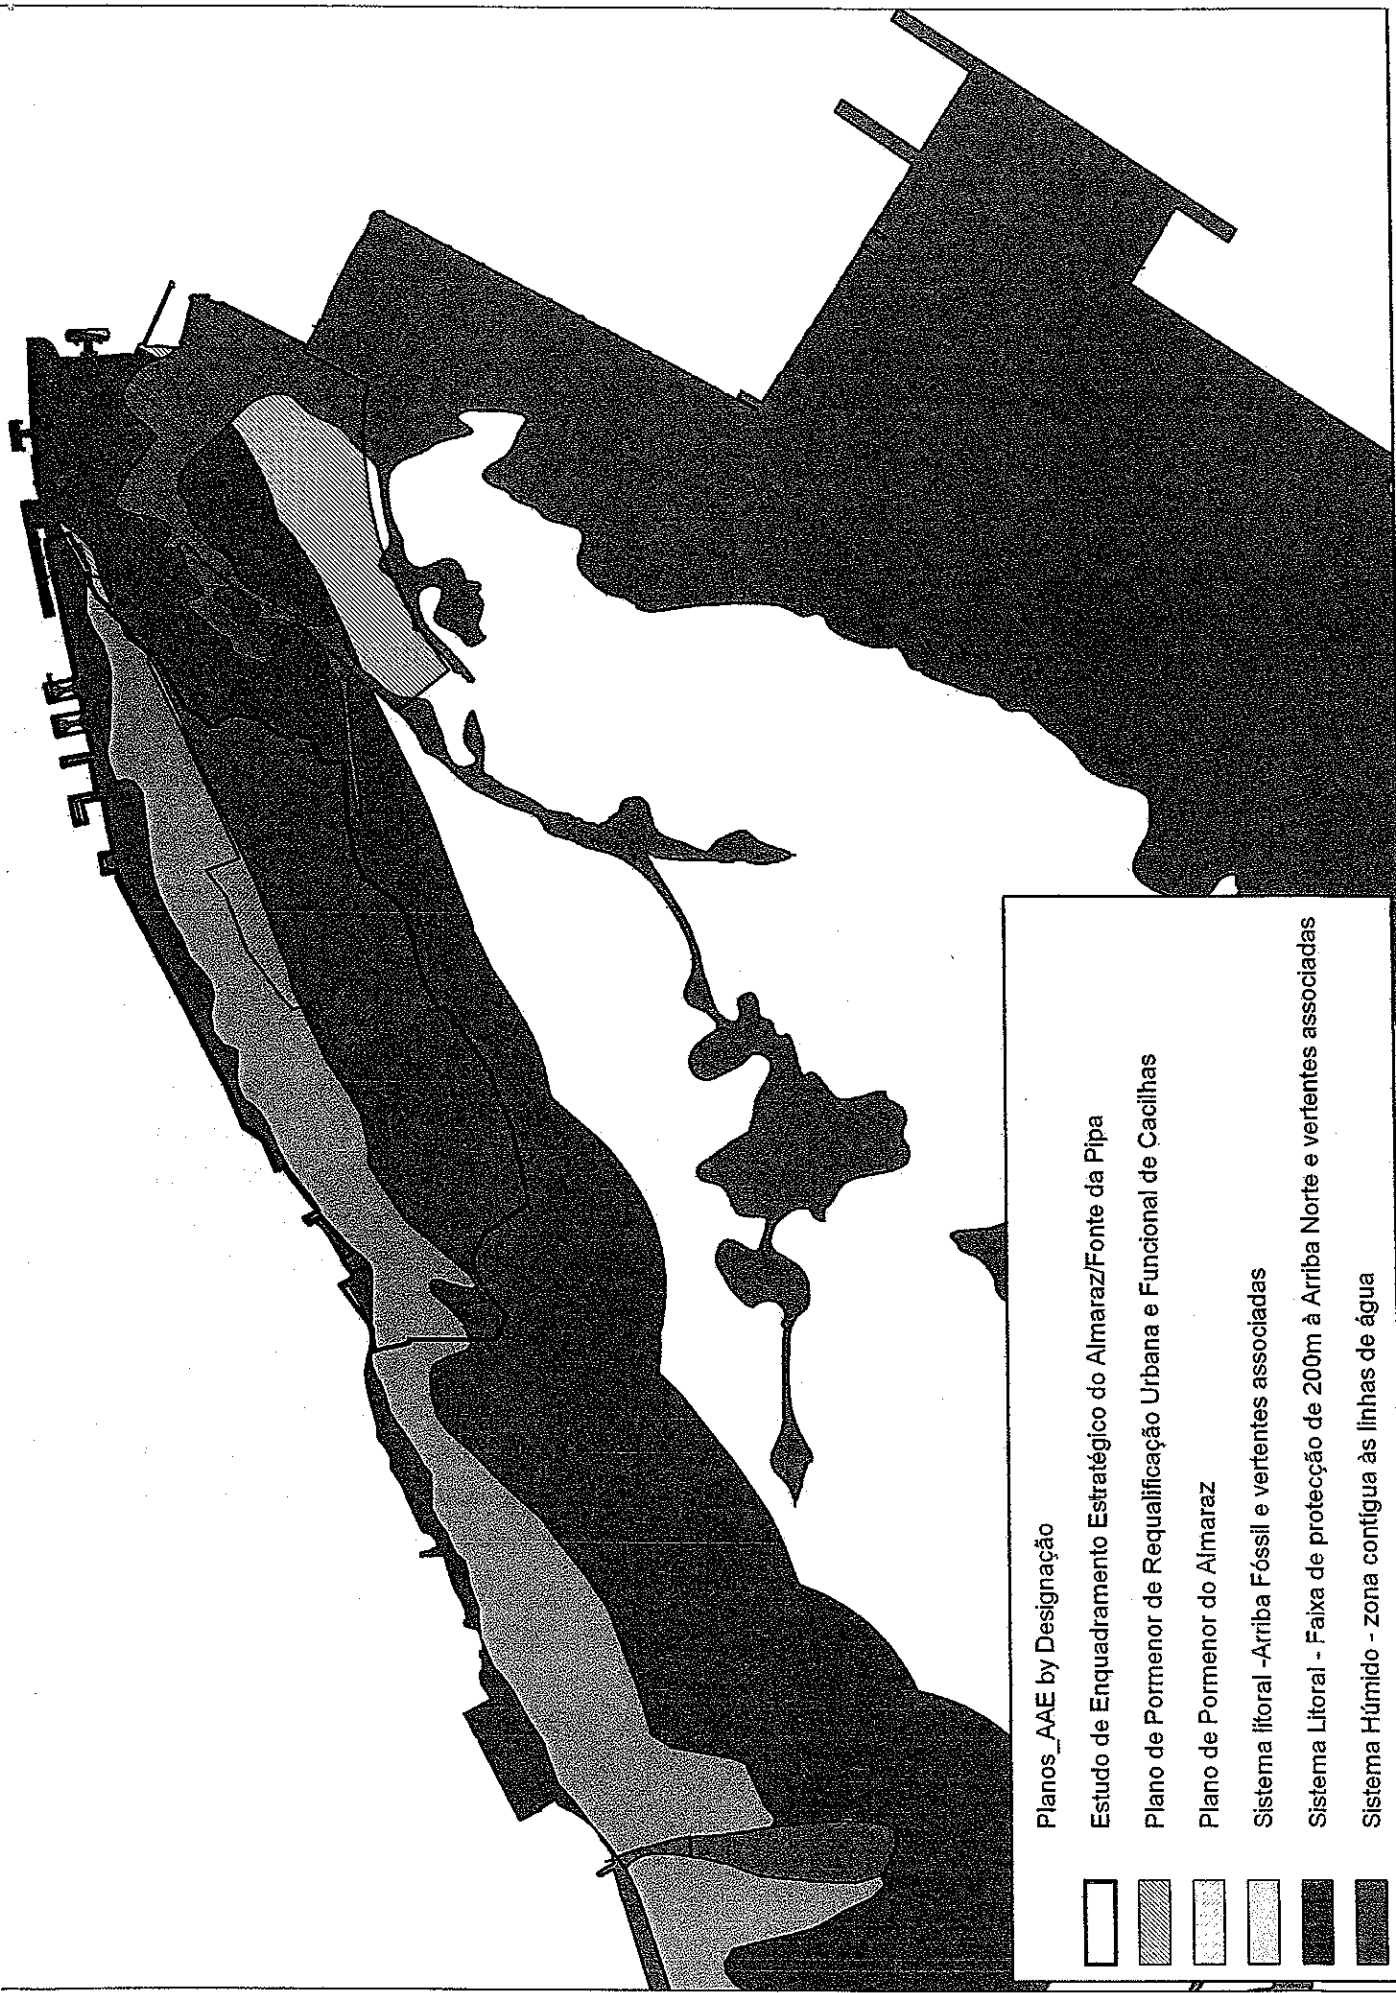 Planos_AAE by Designação
Estudo de Enquadramento Estratégico do Almaraz/Fonte da Pipa
Plano de Pormenor de Requalificação Urbana e Funcional de Cacilhas
Plano de Pormenor do Almaraz
Sistema litoral -Arriba Fóssil e vertentes associadas
Sistema Litoral - Faixa de protecção de 200m à Arriba Norte e vertentes associadas
Sistema Húmido - zona contígua às linhas de água